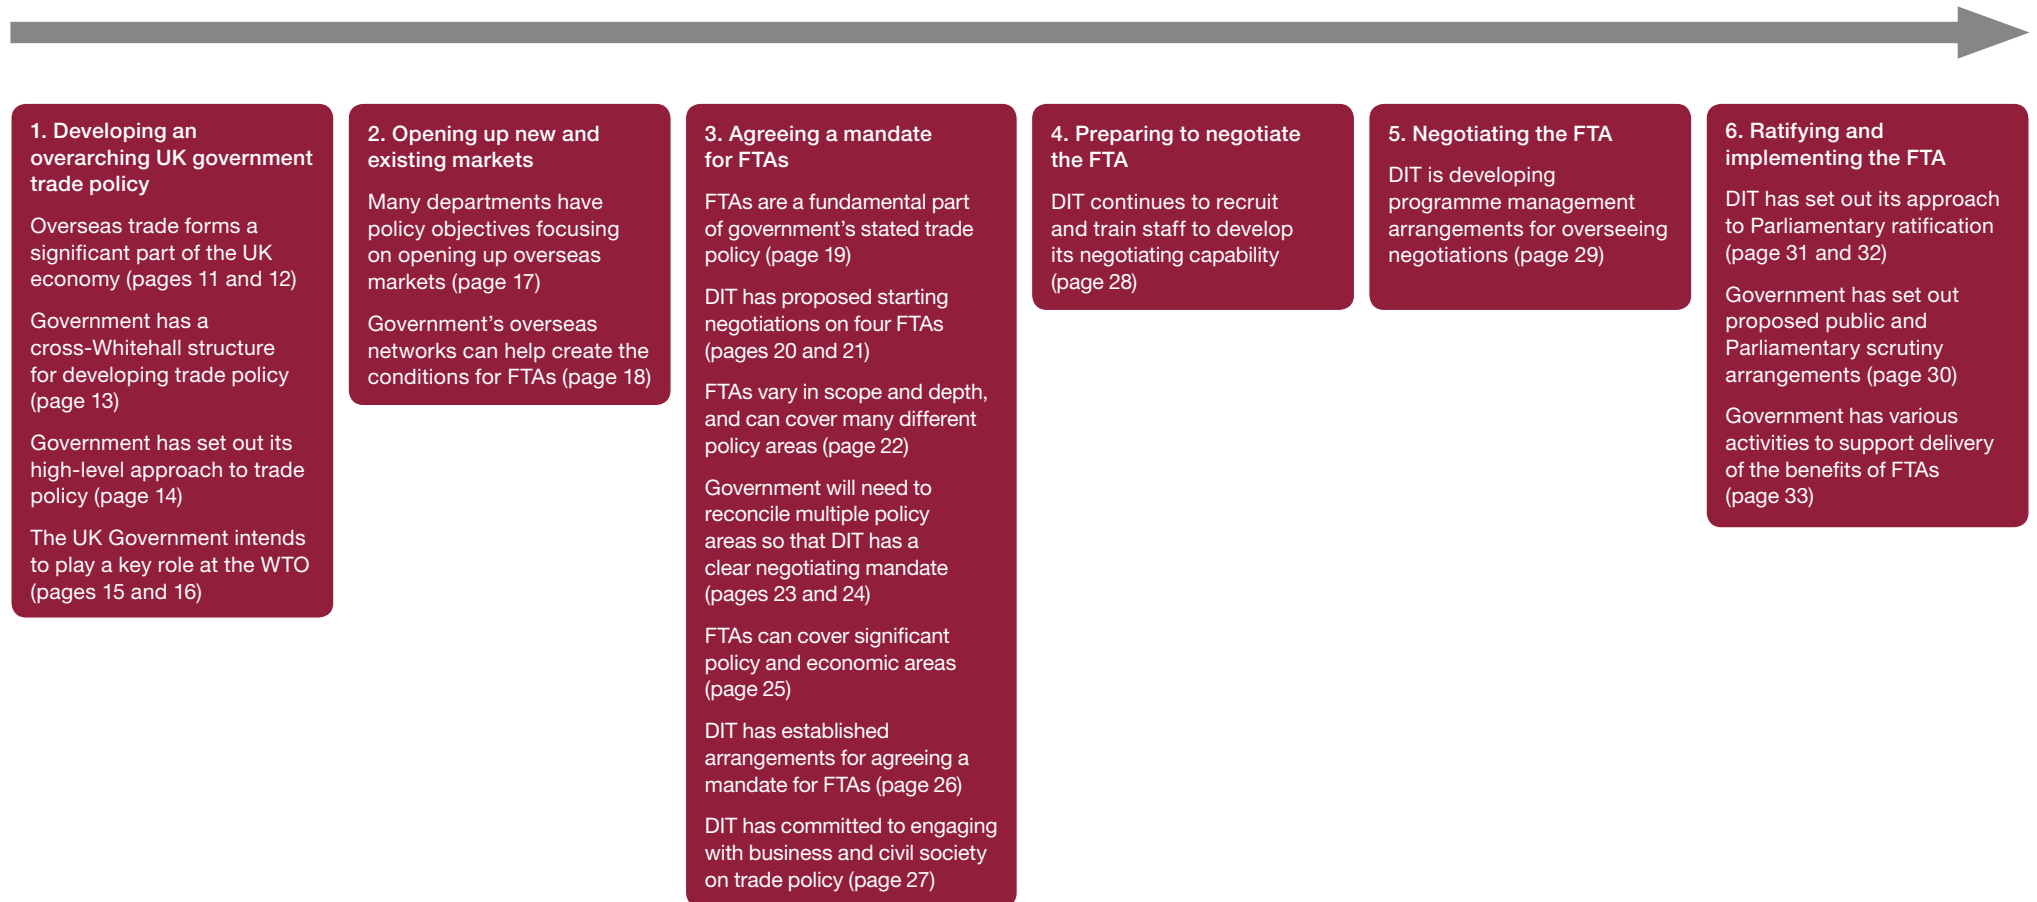 1. Developing an
overarching UK government
trade policy
Overseas trade forms a
significant part of the UK
economy (pages 11 and 12)
Government has a
cross-Whitehall structure
for developing trade policy
(page 13)
Government has set out its
high-level approach to trade
policy (page 14)
The UK Government intends
to play a key role at the WTO
(pages 15 and 16)
2. Opening up new and
existing markets
Many departments have
policy objectives focusing
on opening up overseas
markets (page 17)
Government’s overseas
networks can help create the
conditions for FTAs (page 18)
3. Agreeing a mandate
for FTAs
FTAs are a fundamental part
of government’s stated trade
policy (page 19)
DIT has proposed starting
negotiations on four FTAs
(pages 20 and 21)
FTAs vary in scope and depth,
and can cover many different
policy areas (page 22)
Government will need to
reconcile multiple policy
areas so that DIT has a
clear negotiating mandate
(pages 23 and 24)
FTAs can cover significant
policy and economic areas
(page 25)
DIT has established
arrangements for agreeing a
mandate for FTAs (page 26)
DIT has committed to engaging
with business and civil society
on trade policy (page 27)
4. Preparing to negotiate
the FTA
DIT continues to recruit
and train staff to develop
its negotiating capability
(page 28)
5. Negotiating the FTA
DIT is developing
programme management
arrangements for overseeing
negotiations (page 29)
6. Ratifying and
implementing the FTA
DIT has set out its approach
to Parliamentary ratification
(page 31 and 32)
Government has set out
proposed public and
Parliamentary scrutiny
arrangements (page 30)
Government has various
activities to support delivery
of the benefits of FTAs
(page 33)